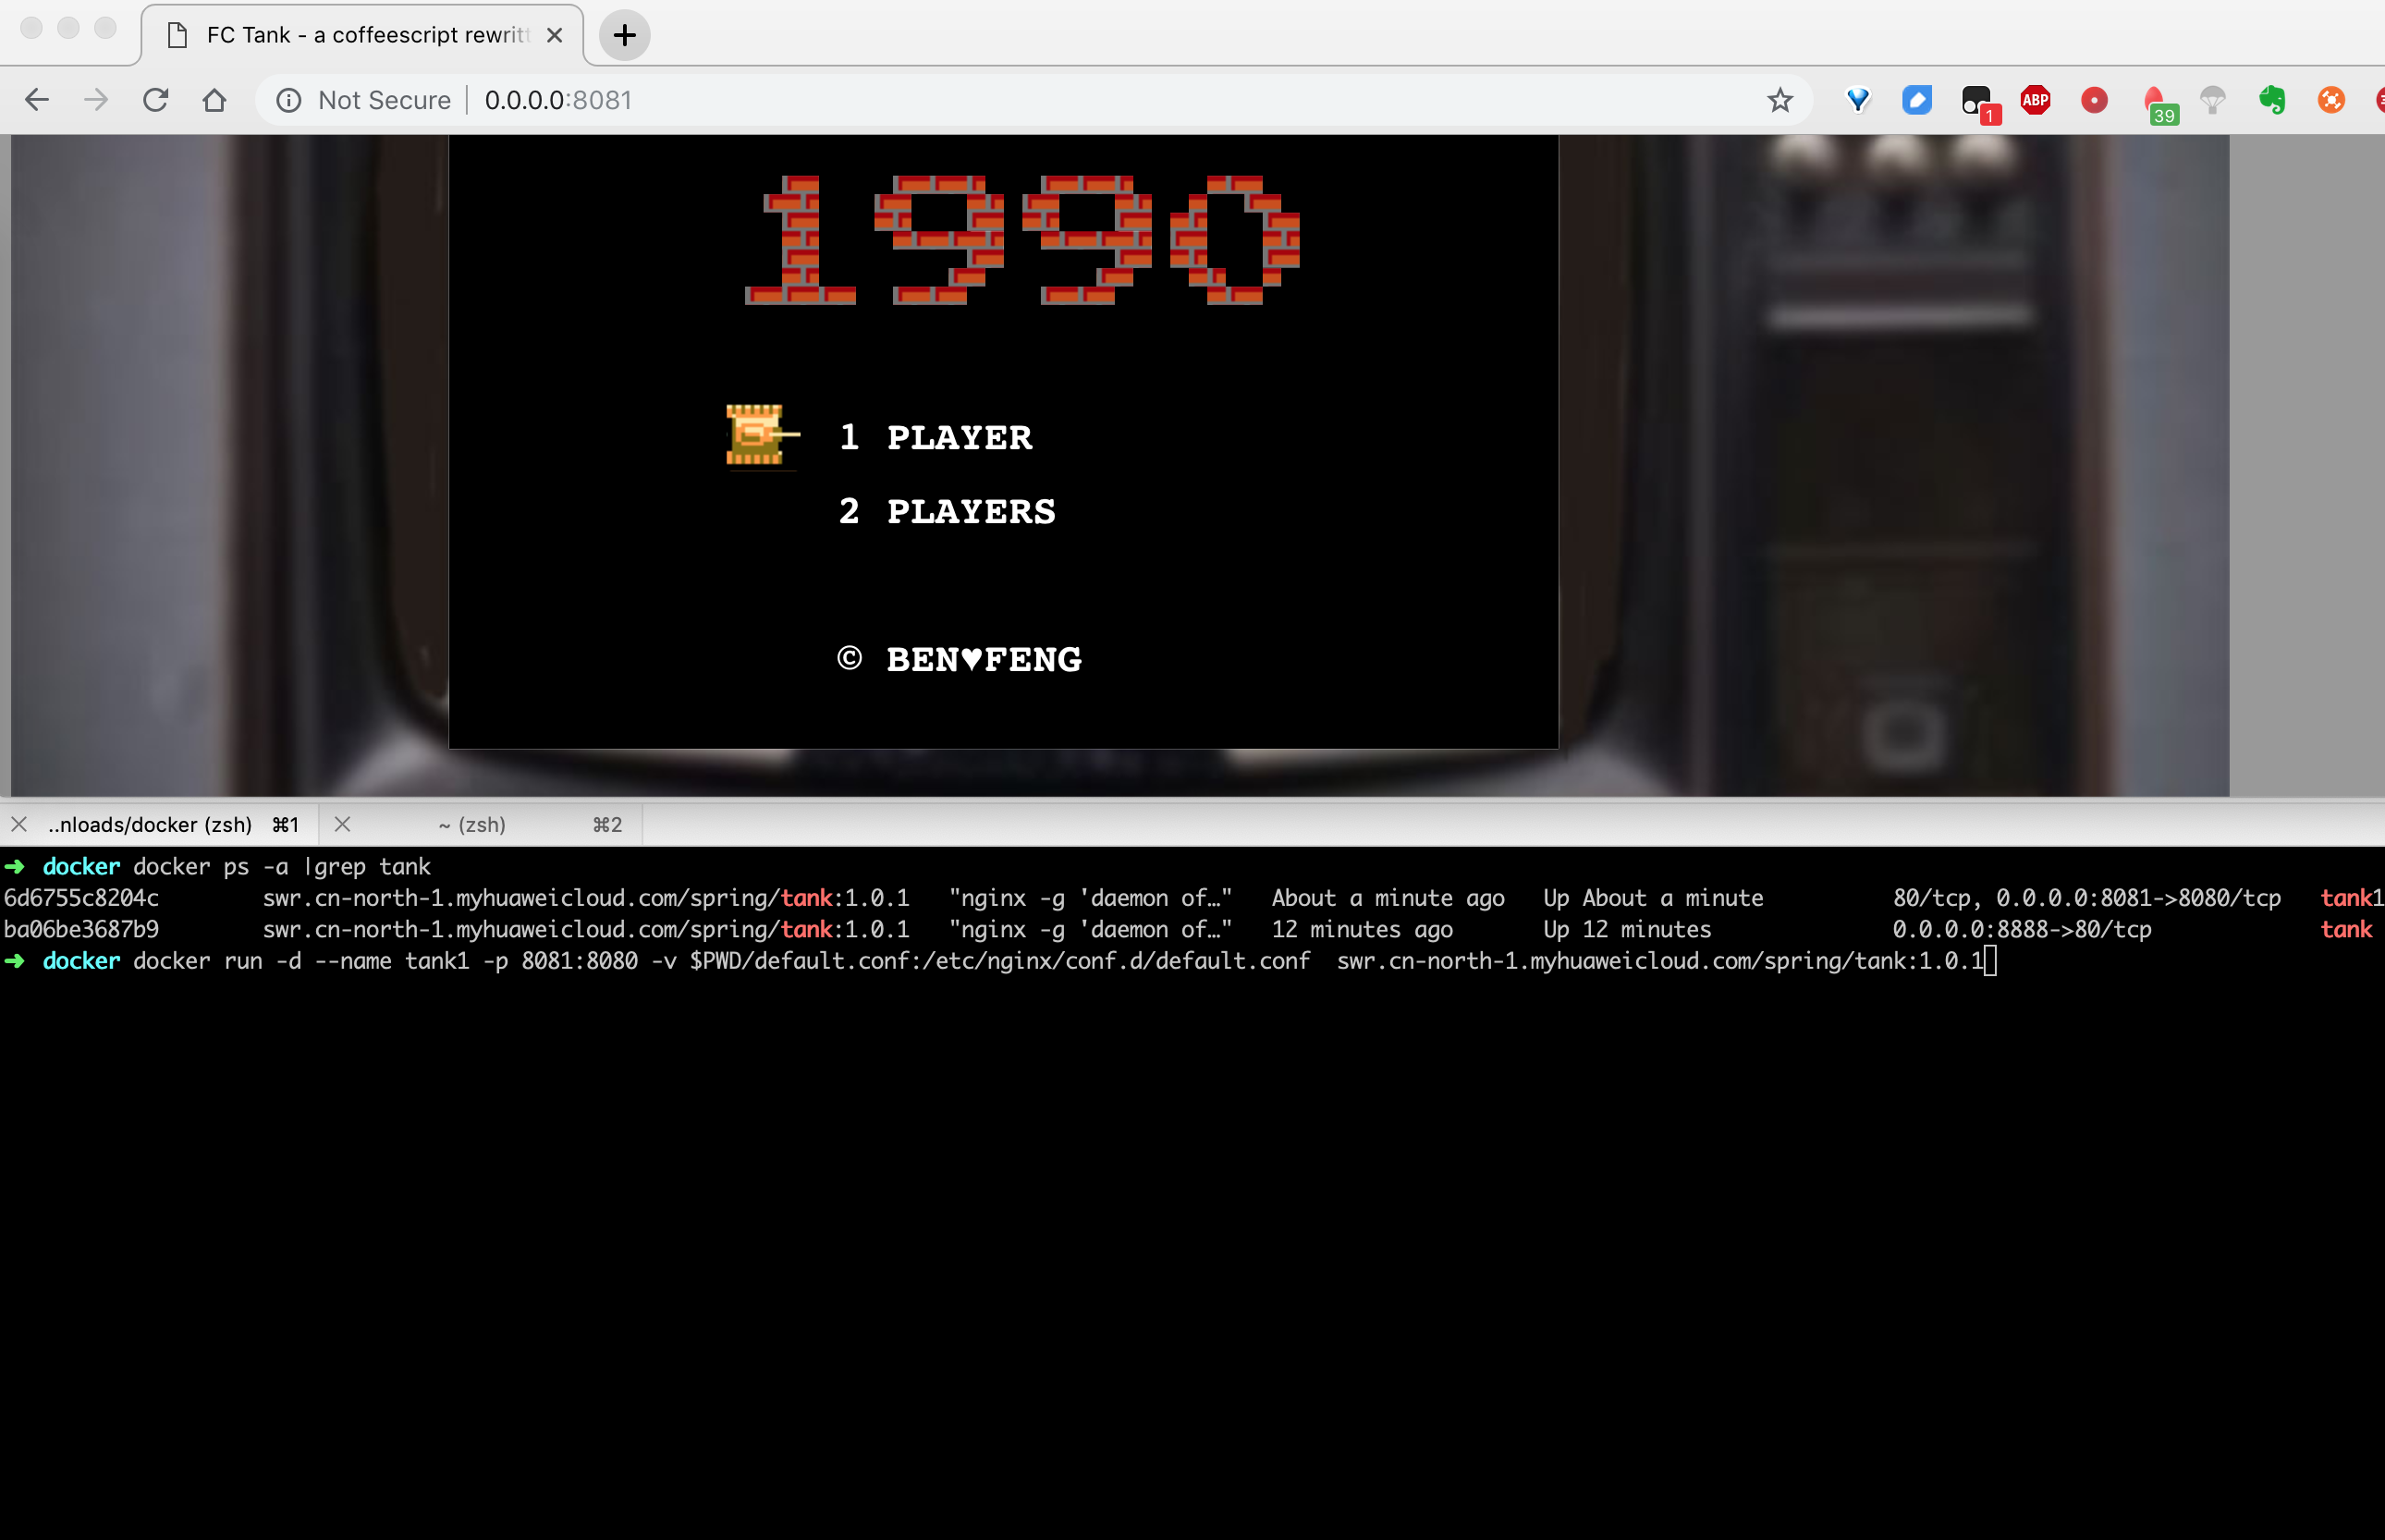 FC Tank - a coffeescript rewritt
Not Secure 0.0.0.0:8081
1
ABP
39
1990
1 PLAYER
2 PLAYERS
© BEN♥FENG
..nloads/docker (zsh) ⌘1 ~ (zsh) ⌘2
➜ docker docker ps -a |grep tank
6d6755c8204c swr.cn-north-1.myhuaweicloud.com/spring/tank:1.0.1 "nginx -g 'daemon of…" About a minute ago Up About a minute 80/tcp, 0.0.0.0:8081->8080/tcp tank1
ba06be3687b9 swr.cn-north-1.myhuaweicloud.com/spring/tank:1.0.1 "nginx -g 'daemon of…" 12 minutes ago Up 12 minutes 0.0.0.0:8888->80/tcp tank
➜ docker docker run -d --name tank1 -p 8081:8080 -v $PWD/default.conf:/etc/nginx/conf.d/default.conf swr.cn-north-1.myhuaweicloud.com/spring/tank:1.0.1